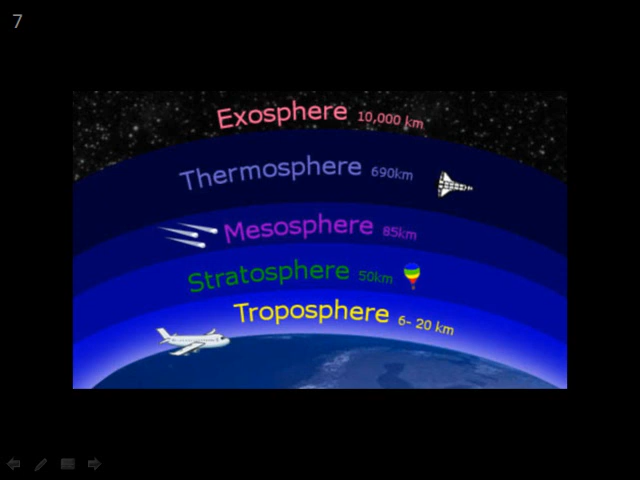 7
Exosphere 10,000 km
Thermosphere 690km
Mesosphere 85km
Stratosphere 50km
Troposphere 6- 20 km